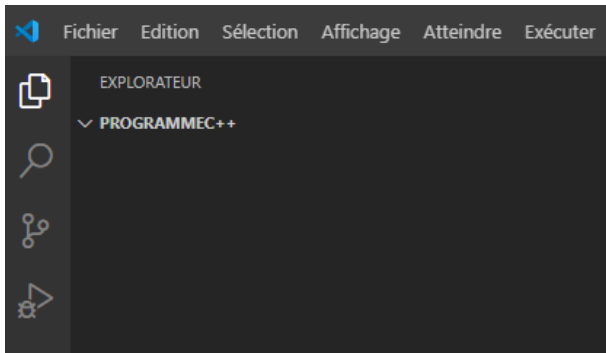 Fichier Edition Sélection Affichage Atteindre Exécuter
EXPLORATEUR
PROGRAMMEC++